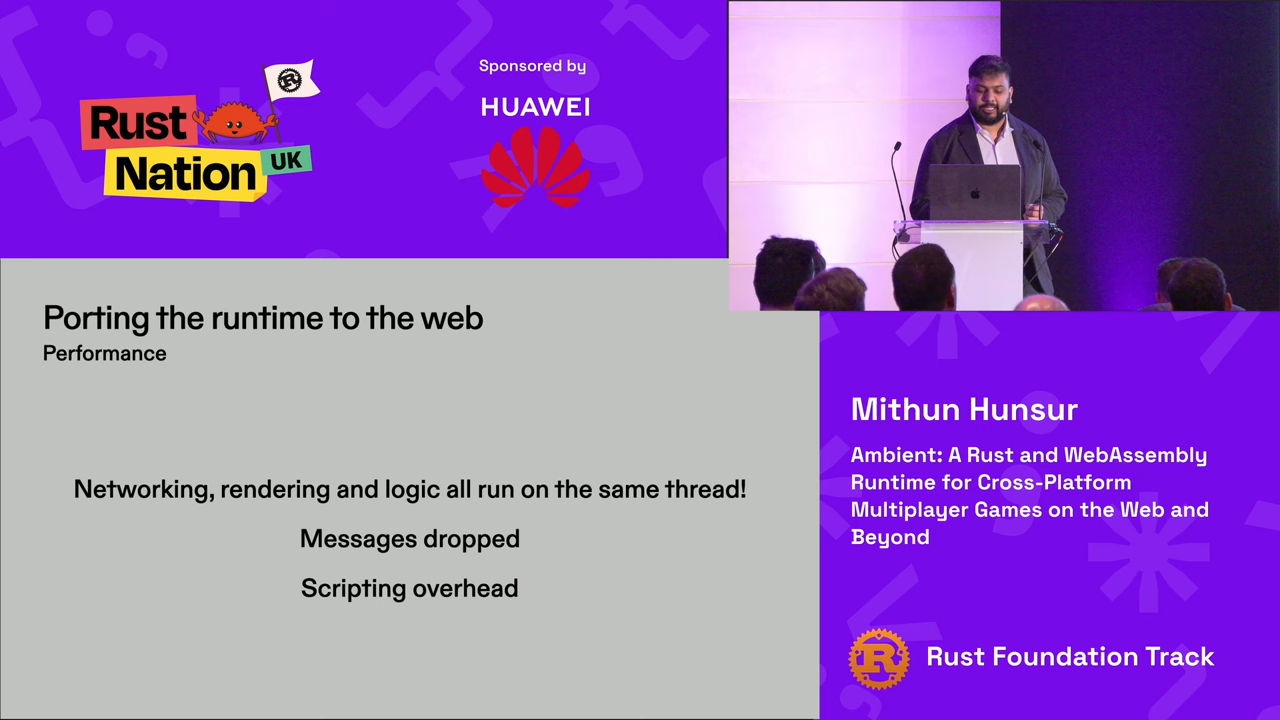 Rust
Nation
UK
Sponsored by
HUAWEI
Porting the runtime to the web
Performance
Networking, rendering and logic all run on the same thread!
Messages dropped
Scripting overhead
Mithun Hunsur
Ambient: A Rust and WebAssembly
Runtime for Cross-Platform
Multiplayer Games on the Web and
Beyond
Rust Foundation Track